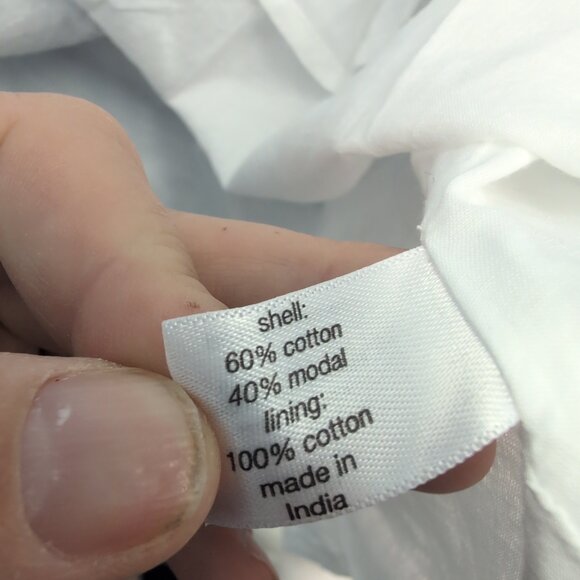 shell:
60% cotton
40% modal
lining:
100% cotton
made in
India